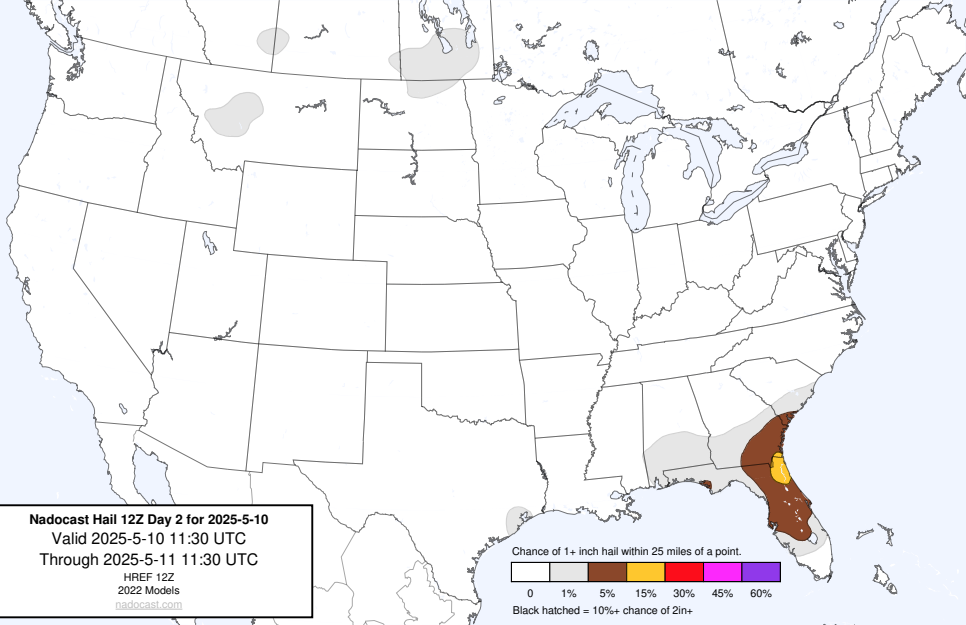 Nadocast Hail 12Z Day 2 for 2025-5-10
Valid 2025-5-10 11:30 UTC
Through 2025-5-11 11:30 UTC
HREF 12Z
2022 Models
nadocast.com
Chance of 1+ inch hail within 25 miles of a point.
0 1% 5% 15% 30% 45% 60%
Black hatched = 10%+ chance of 2in+